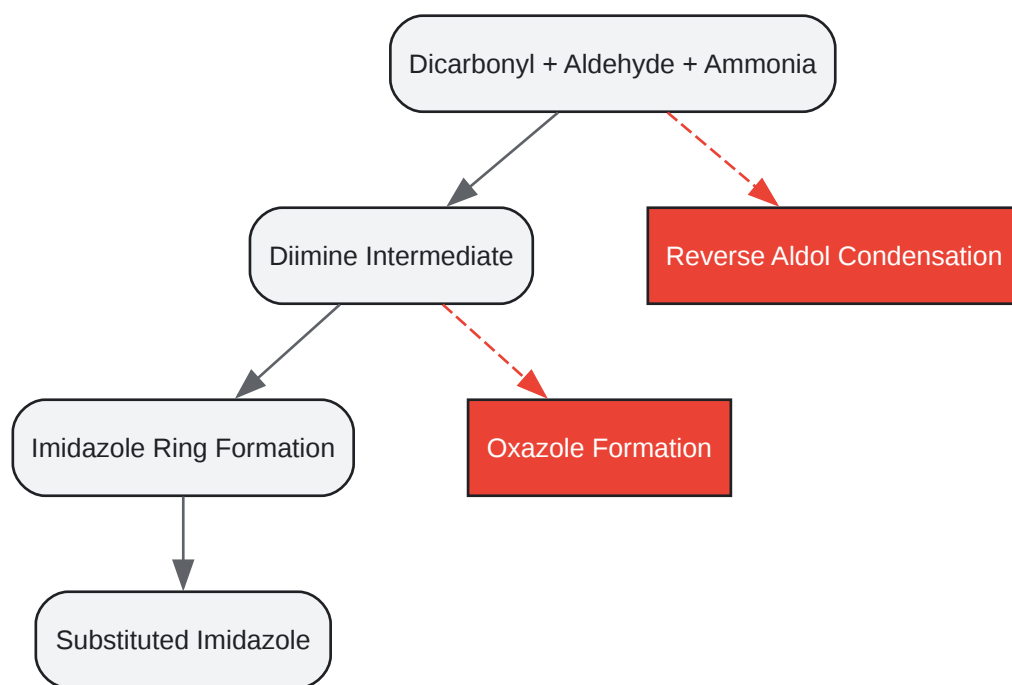 Dicarbonyl + Aldehyde + Ammonia
Diimine Intermediate
Reverse Aldol Condensation
Imidazole Ring Formation
Oxazole Formation
Substituted Imidazole